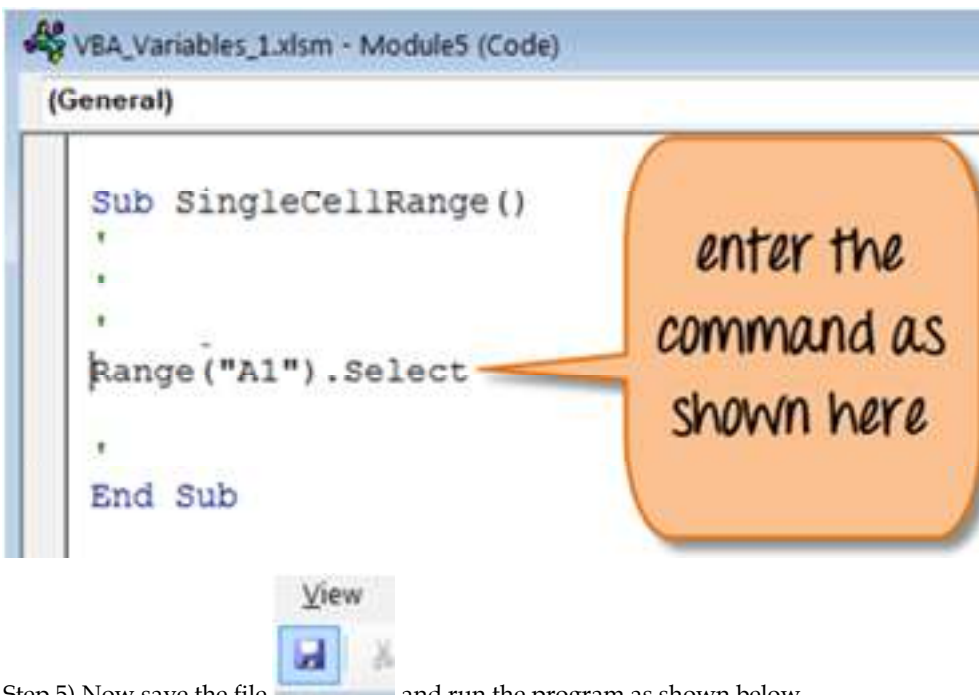 VBA_Variables_1.xlsm - Module5 (Code)
(General)
Sub SingleCellRange()
'
'
'
Range("A1").Select
'
End Sub
enter the
command as
shown here
View
Step 5) Now save the file and run the program as shown below